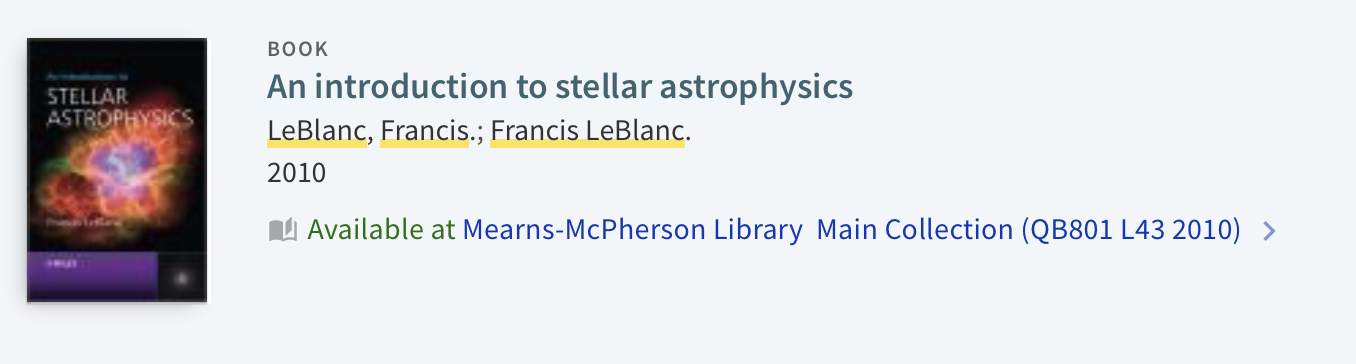 An introduction to
STELLAR
ASTROPHYSICS
Francis LeBlanc
WILEY
BOOK
An introduction to stellar astrophysics
LeBlanc, Francis.; Francis LeBlanc.
2010
Available at Mearns-McPherson Library Main Collection (QB801 L43 2010)